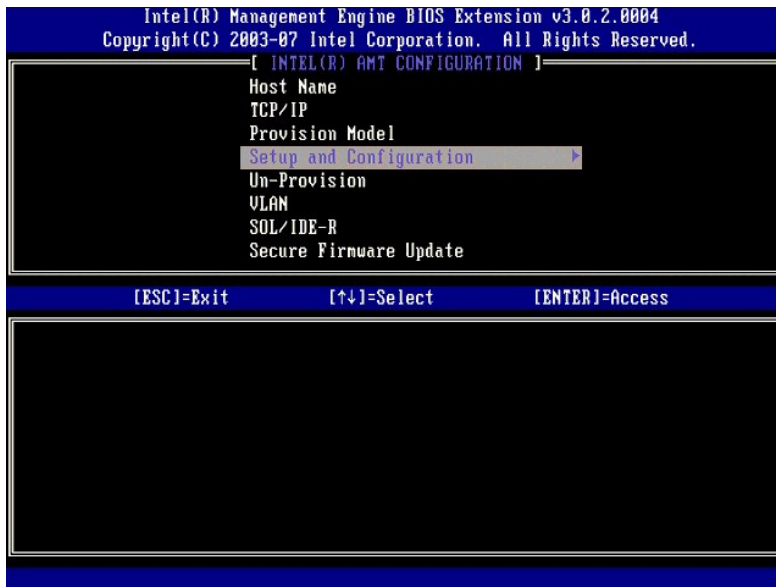 Intel(R) Management Engine BIOS Extension v3.0.2.0004
Copyright(C) 2003-07 Intel Corporation. All Rights Reserved.
[ INTEL(R) AMT CONFIGURATION ]
Host Name
TCP/IP
Provision Model
Setup and Configuration
Un-Provision
VLAN
SOL/IDE-R
Secure Firmware Update
[ESC]=Exit [↑↓]=Select [ENTER]=Access